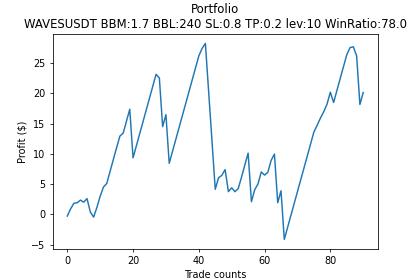 Portfolio
WAVESUSDT BBM:1.7 BBL:240 SL:0.8 TP:0.2 lev:10 WinRatio:78.0
25
20
15
10
5
0
−5
Profit ($)
0 20 40 60 80
Trade counts